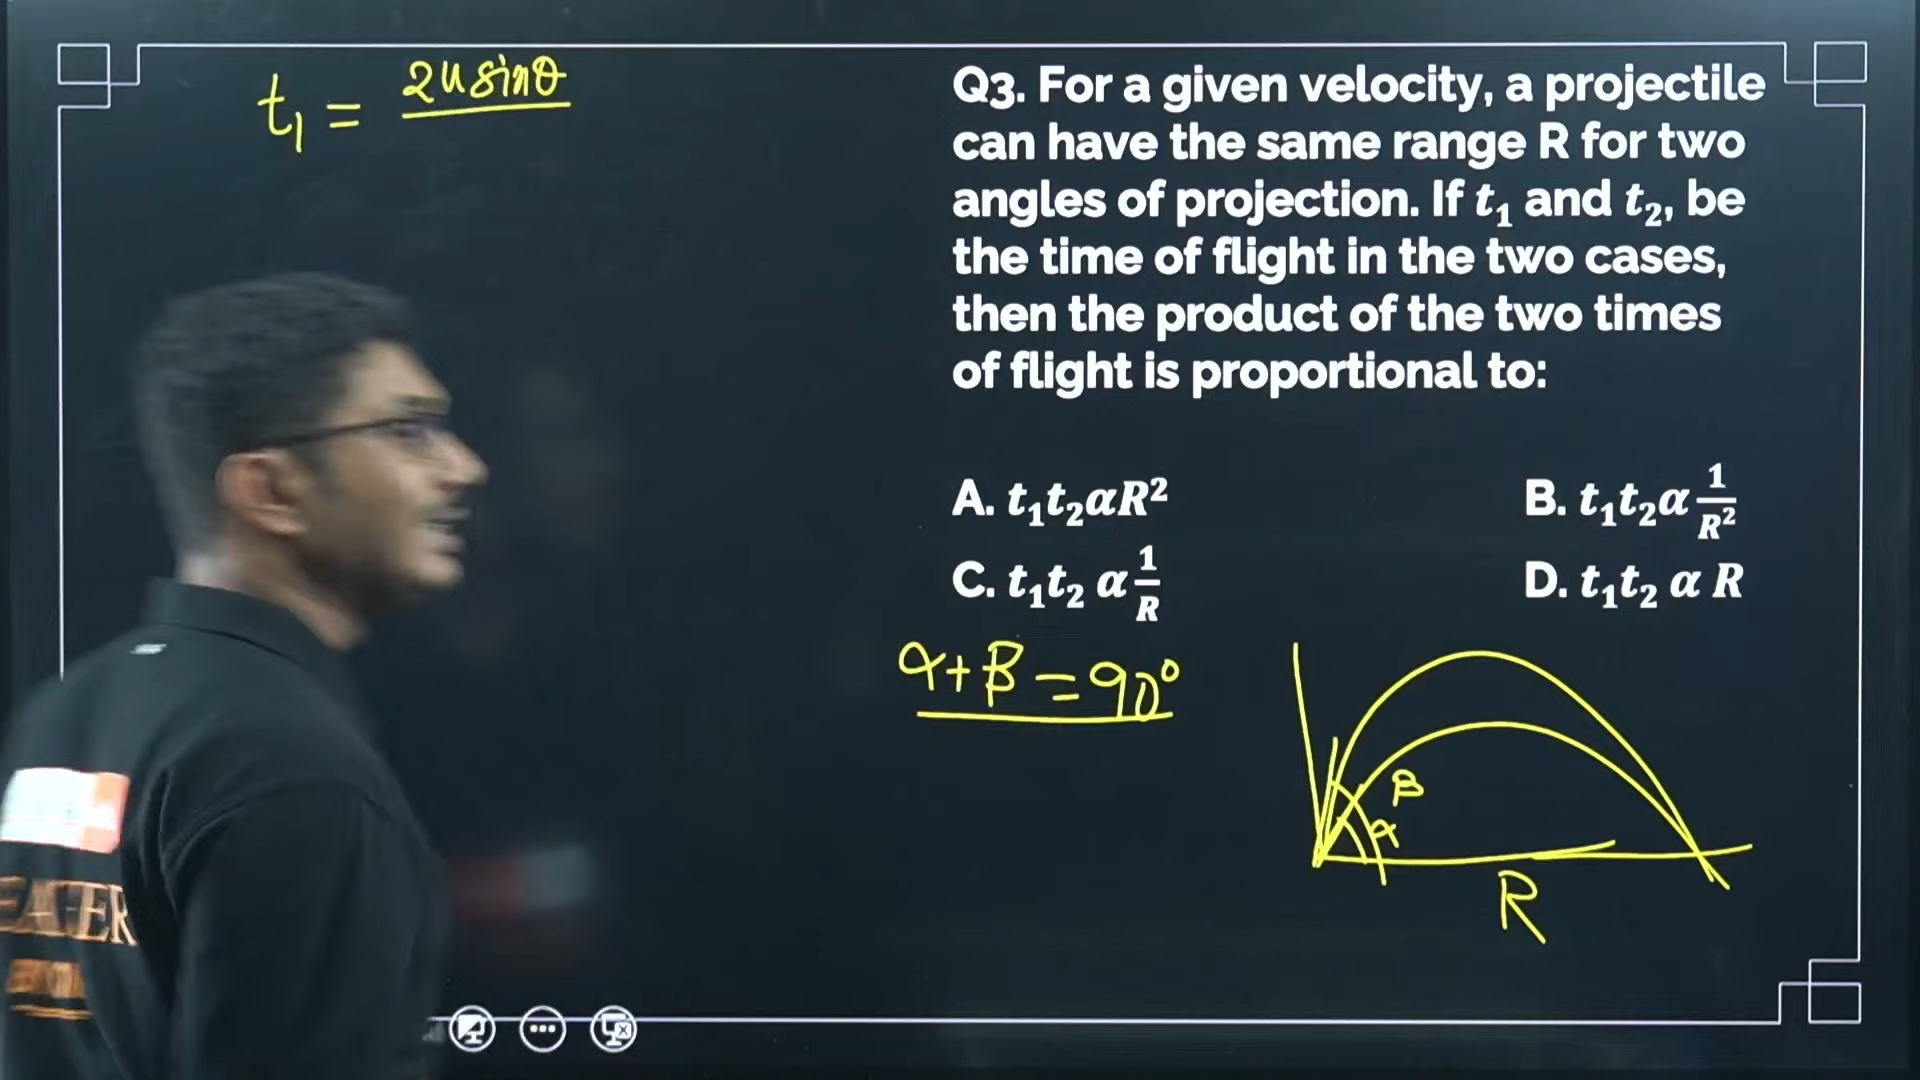 t₁ = 2u sinθ
Q3. For a given velocity, a projectile
can have the same range R for two
angles of projection. If t₁ and t₂, be
the time of flight in the two cases,
then the product of the two times
of flight is proportional to:
A. t₁t₂αR²
B. t₁t₂α 1/R²
C. t₁t₂ α 1/R
D. t₁t₂ α R
α+β=90°
β
α
R